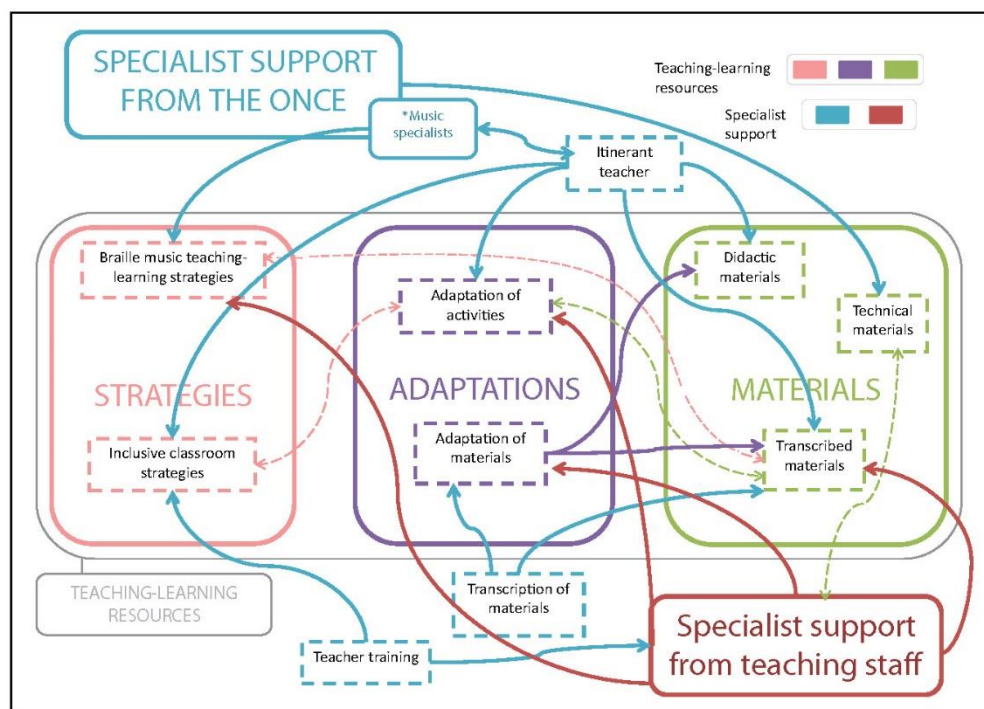 SPECIALIST SUPPORT
FROM THE ONCE
*Music
specialists
Itinerant
teacher
Teaching-learning
resources
Specialist
support
Braille music teaching-
learning strategies
Adaptation of
activities
Didactic
materials
Technical
materials
STRATEGIES
ADAPTATIONS
MATERIALS
Inclusive classroom
strategies
Adaptation of
materials
Transcribed
materials
TEACHING-LEARNING
RESOURCES
Transcription of
materials
Teacher training
Specialist support
from teaching staff